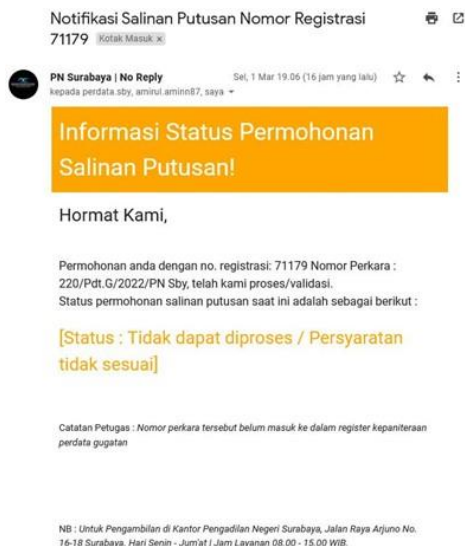 Notifikasi Salinan Putusan Nomor Registrasi
71179 Kotak Masuk ×
PN Surabaya | No Reply Sel, 1 Mar 19.06 (16 jam yang lalu)
kepada perdata.sby, amirul.aminn87, saya
Informasi Status Permohonan
Salinan Putusan!
Hormat Kami,
Permohonan anda dengan no. registrasi: 71179 Nomor Perkara :
220/Pdt.G/2022/PN Sby, telah kami proses/validasi.
Status permohonan salinan putusan saat ini adalah sebagai berikut :
[Status : Tidak dapat diproses / Persyaratan
tidak sesuai]
Catatan Petugas : Nomor perkara tersebut belum masuk ke dalam register kepaniteraan
perdata gugatan
NB : Untuk Pengambilan di Kantor Pengadilan Negeri Surabaya, Jalan Raya Arjuno No.
16-18 Surabaya, Hari Senin - Jum'at | Jam Layanan 08.00 - 15.00 WIB.